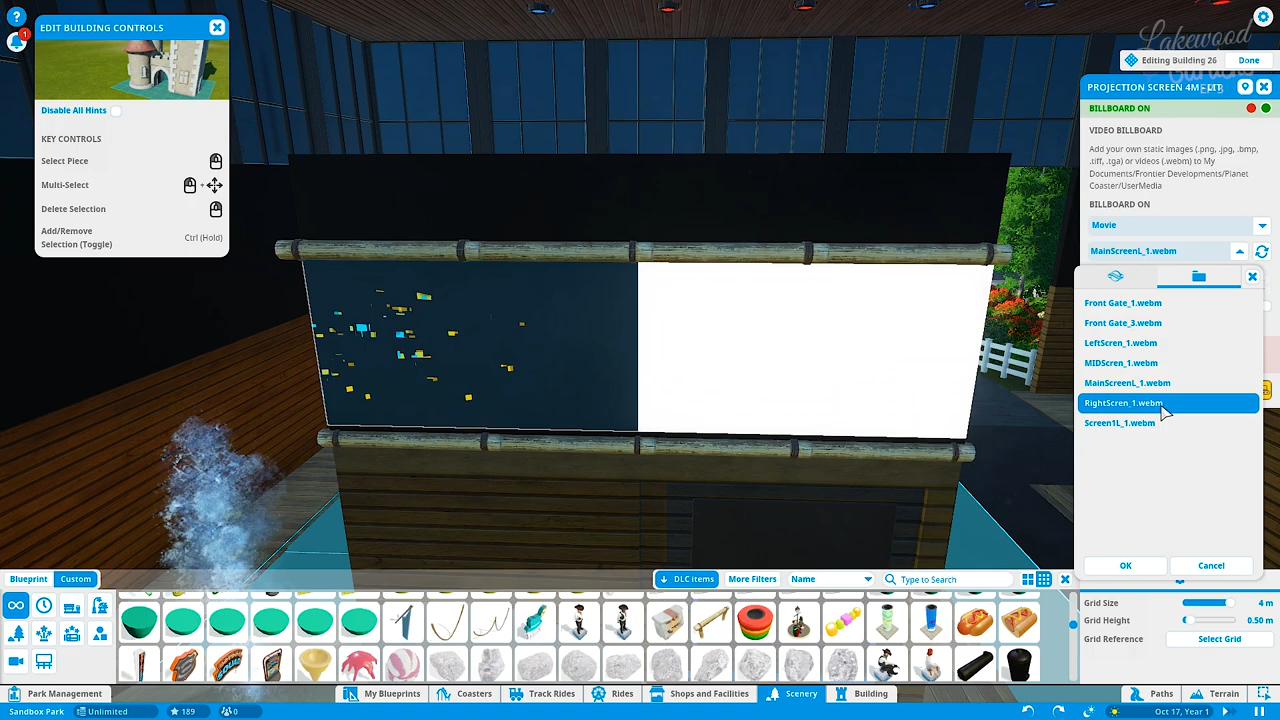 ?
1
EDIT BUILDING CONTROLS
Disable All Hints
KEY CONTROLS
Select Piece
Multi-Select
+
Delete Selection
Add/Remove
Selection (Toggle)
Ctrl (Hold)
Lakewood
Editing Building 26
Done
PROJECTION SCREEN 4M
BILLBOARD ON
VIDEO BILLBOARD
Add your own static images (.png, .jpg, .bmp,
.tiff, .tga) or videos (.webm) to My
Documents/Frontier Developments/Planet
Coaster/UserMedia
BILLBOARD ON
Movie
MainScreenL_1.webm
Front Gate_1.webm
Front Gate_3.webm
LeftScren_1.webm
MIDScren_1.webm
MainScreenL_1.webm
RightScren_1.webm
Screen1L_1.webm
OK
Cancel
Blueprint
Custom
DLC items
More Filters
Name
Type to Search
Grid Size
4 m
Grid Height
0.50 m
Grid Reference
Select Grid
Park Management
My Blueprints
Coasters
Track Rides
Rides
Shops and Facilities
Scenery
Building
Paths
Terrain
Sandbox Park
Unlimited
189
0
Oct 17, Year 1